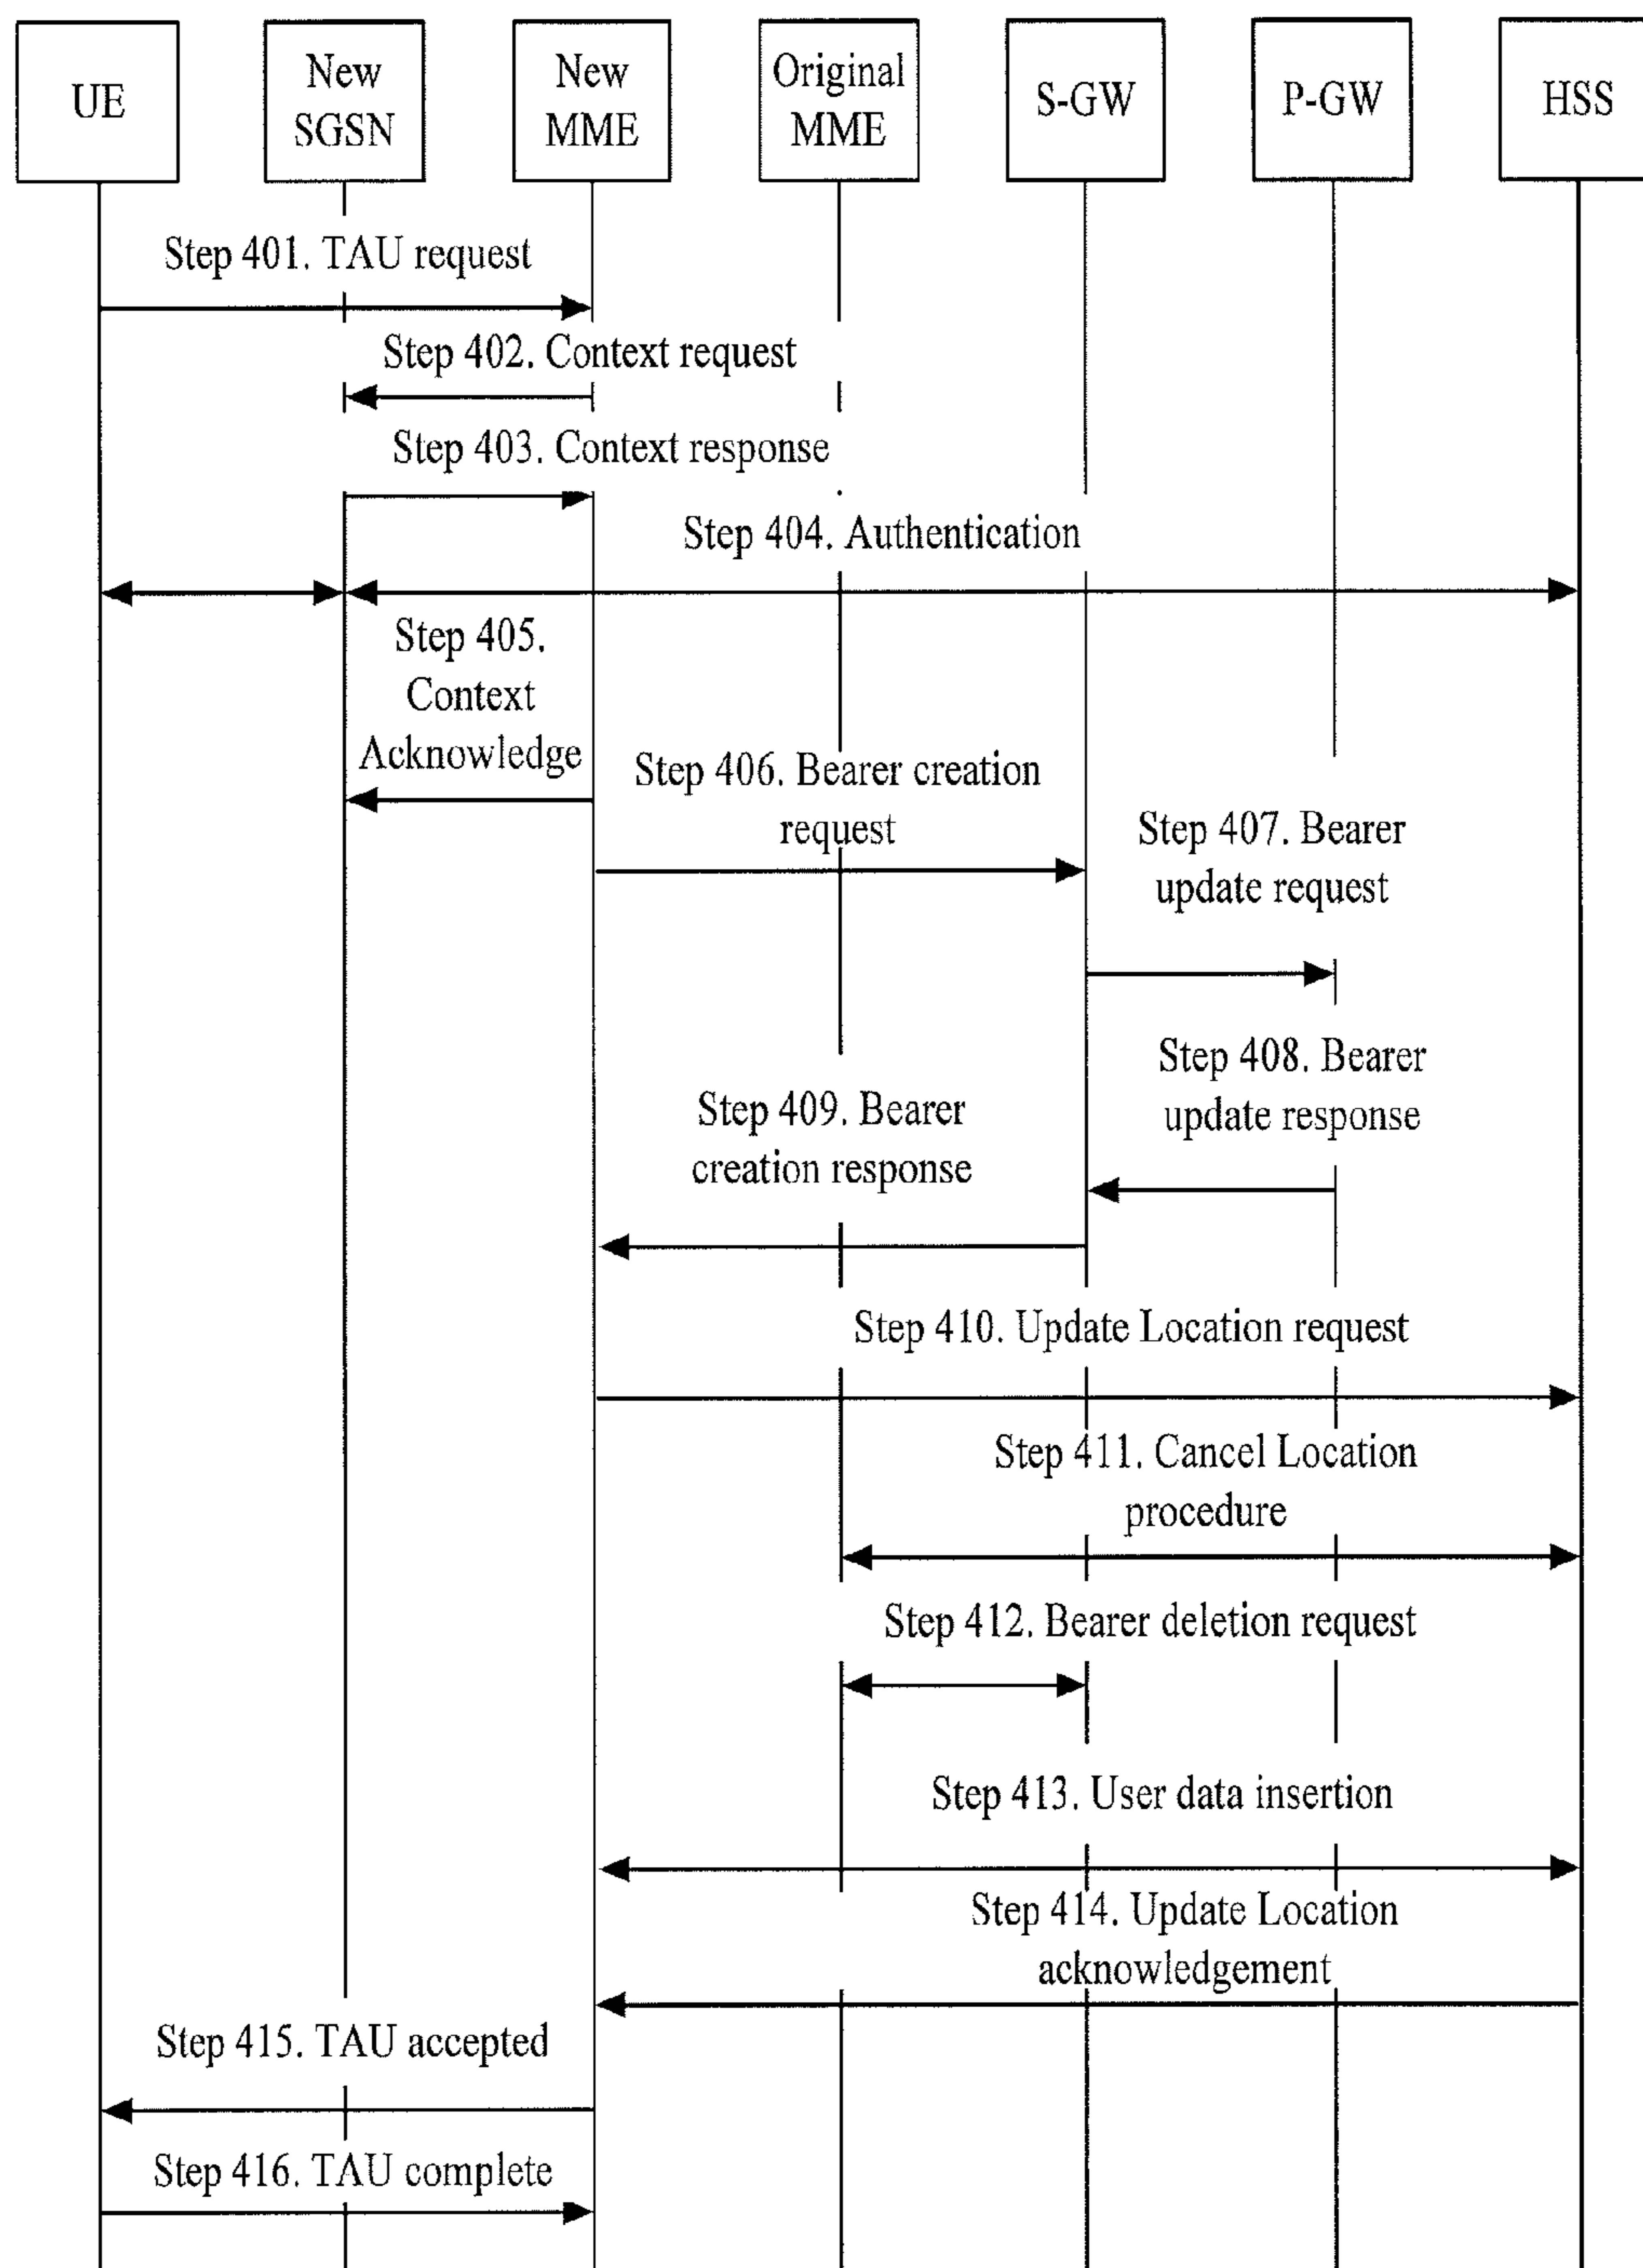 UE
New
SGSN
New
MME
Original
MME
S-GW
P-GW
HSS
Step 401. TAU request
Step 402. Context request
Step 403. Context response
Step 404. Authentication
Step 405.
Context
Acknowledge
Step 406. Bearer creation
request
Step 407. Bearer
update request
Step 408. Bearer
update response
Step 409. Bearer
creation response
Step 410. Update Location request
Step 411. Cancel Location
procedure
Step 412. Bearer deletion request
Step 413. User data insertion
Step 414. Update Location
acknowledgement
Step 415. TAU accepted
Step 416. TAU complete